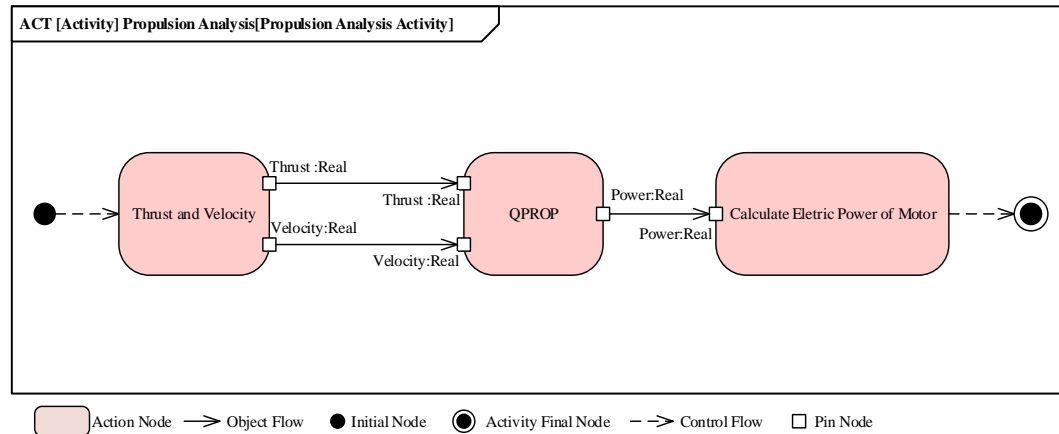 ACT [Activity] Propulsion Analysis[Propulsion Analysis Activity]
Thrust :Real
Thrust :Real
Power:Real
Thrust and Velocity
QPROP
Calculate Eletric Power of Motor
Velocity:Real
Power:Real
Velocity:Real
Action Node
Object Flow
Initial Node
Activity Final Node
Control Flow
Pin Node